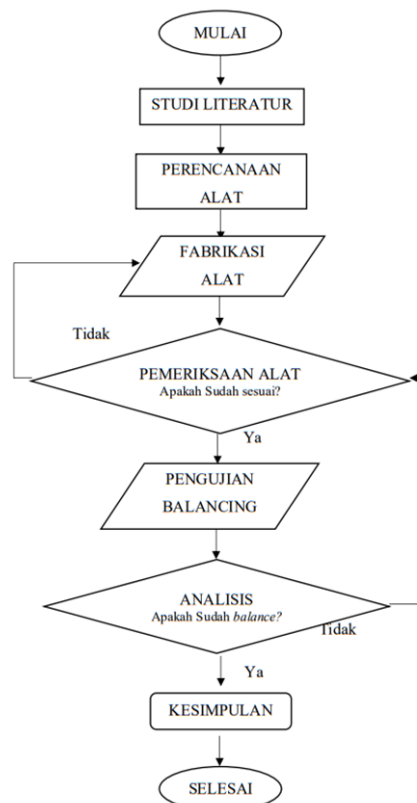 MULAI
STUDI LITERATUR
PERENCANAAN
ALAT
FABRIKASI
ALAT
Tidak
PEMERIKSAAN ALAT
Apakah Sudah sesuai?
Ya
PENGUJIAN
BALANCING
ANALISIS
Apakah Sudah balance?
Tidak
Ya
KESIMPULAN
SELESAI